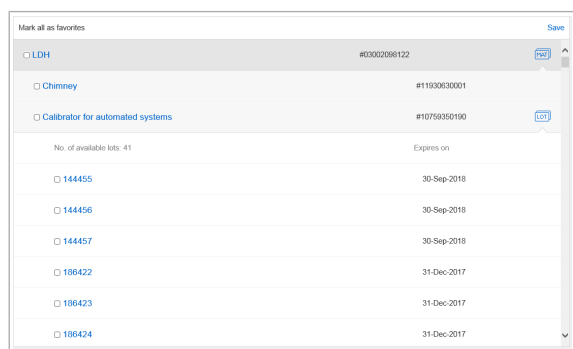 Mark all as favorites Save
LDH #03002098122 MAT
Chimney #11930630001
Calibrator for automated systems #10759350190 LOT
No. of available lots: 41 Expires on
144455 30-Sep-2018
144456 30-Sep-2018
144457 30-Sep-2018
186422 31-Dec-2017
186423 31-Dec-2017
186424 31-Dec-2017